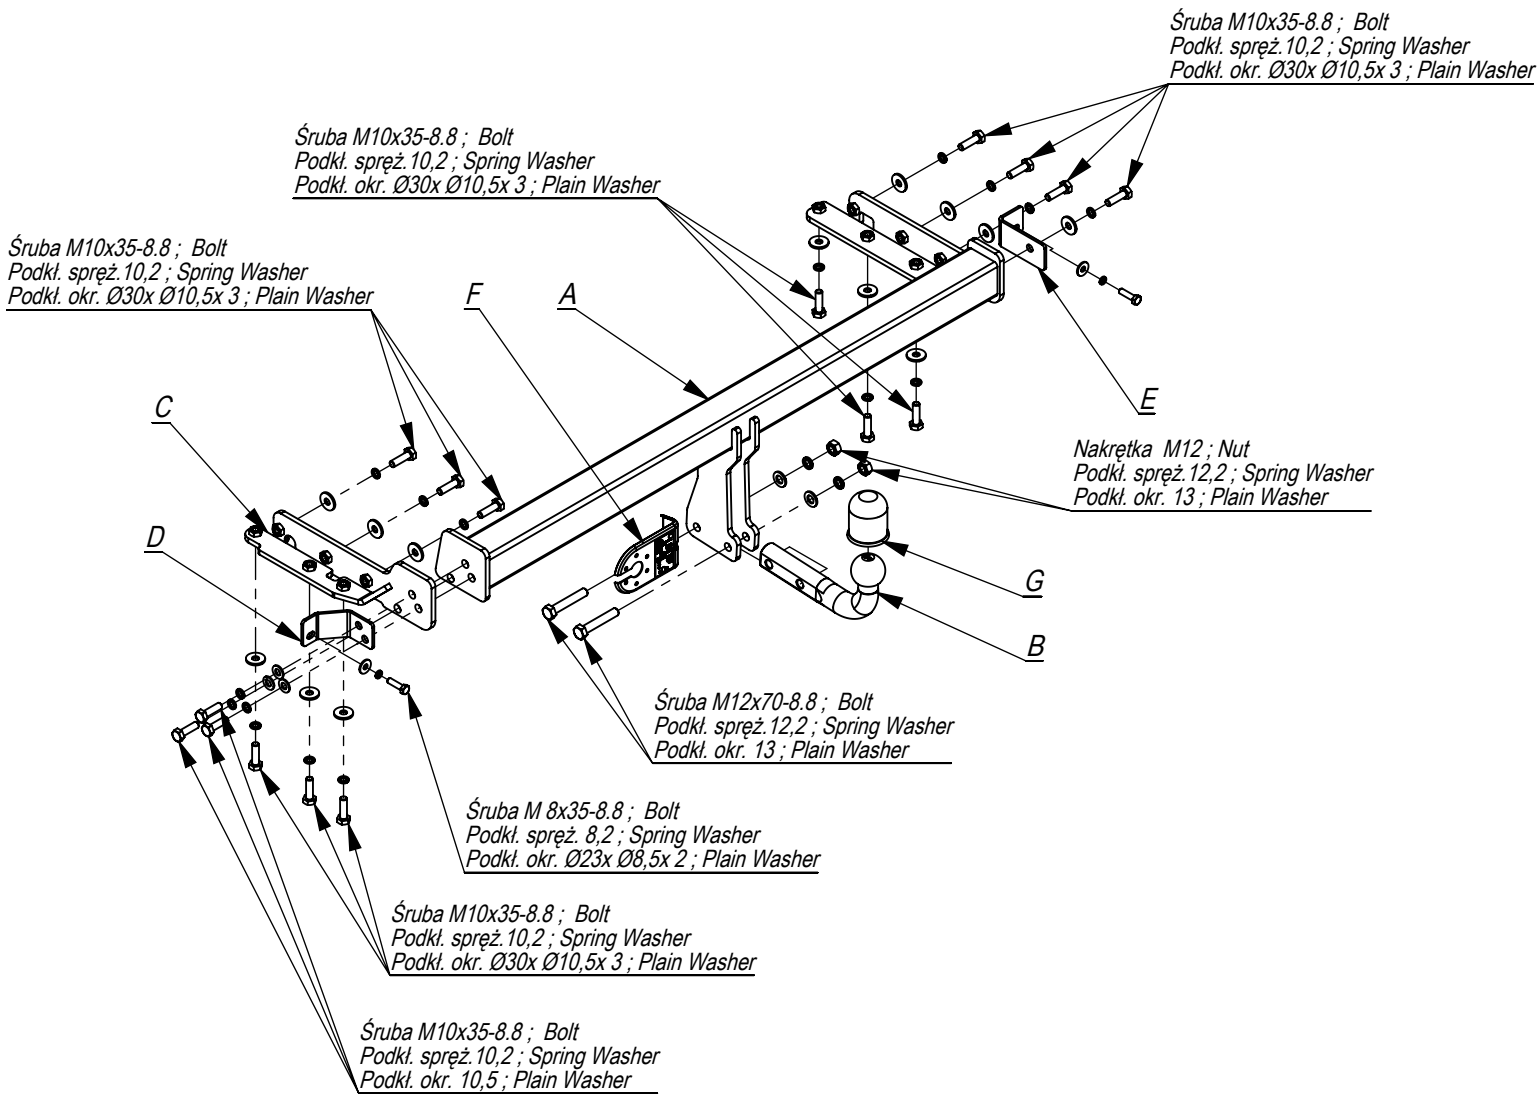 Śruba M10x35-8.8 ; Bolt
Podkł. spręż.10,2 ; Spring Washer
Podkł. okr. Ø30x Ø10,5x 3 ; Plain Washer
Śruba M10x35-8.8 ; Bolt
Podkł. spręż.10,2 ; Spring Washer
Podkł. okr. Ø30x Ø10,5x 3 ; Plain Washer
Śruba M10x35-8.8 ; Bolt
Podkł. spręż.10,2 ; Spring Washer
Podkł. okr. Ø30x Ø10,5x 3 ; Plain Washer
F
A
C
E
D
Nakrętka M12 ; Nut
Podkł. spręż.12,2 ; Spring Washer
Podkł. okr. 13 ; Plain Washer
G
B
Śruba M12x70-8.8 ; Bolt
Podkł. spręż.12,2 ; Spring Washer
Podkł. okr. 13 ; Plain Washer
Śruba M 8x35-8.8 ; Bolt
Podkł. spręż. 8,2 ; Spring Washer
Podkł. okr. Ø23x Ø8,5x 2 ; Plain Washer
Śruba M10x35-8.8 ; Bolt
Podkł. spręż.10,2 ; Spring Washer
Podkł. okr. Ø30x Ø10,5x 3 ; Plain Washer
Śruba M10x35-8.8 ; Bolt
Podkł. spręż.10,2 ; Spring Washer
Podkł. okr. 10,5 ; Plain Washer